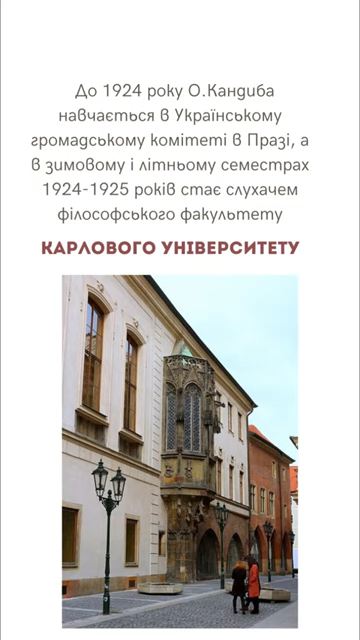 До 1924 року О.Кандиба
навчається в Українському
громадському комітеті в Празі, а
в зимовому і літньому семестрах
1924-1925 років стає слухачем
філософського факультету
КАРЛОВОГО УНІВЕРСИТЕТУ